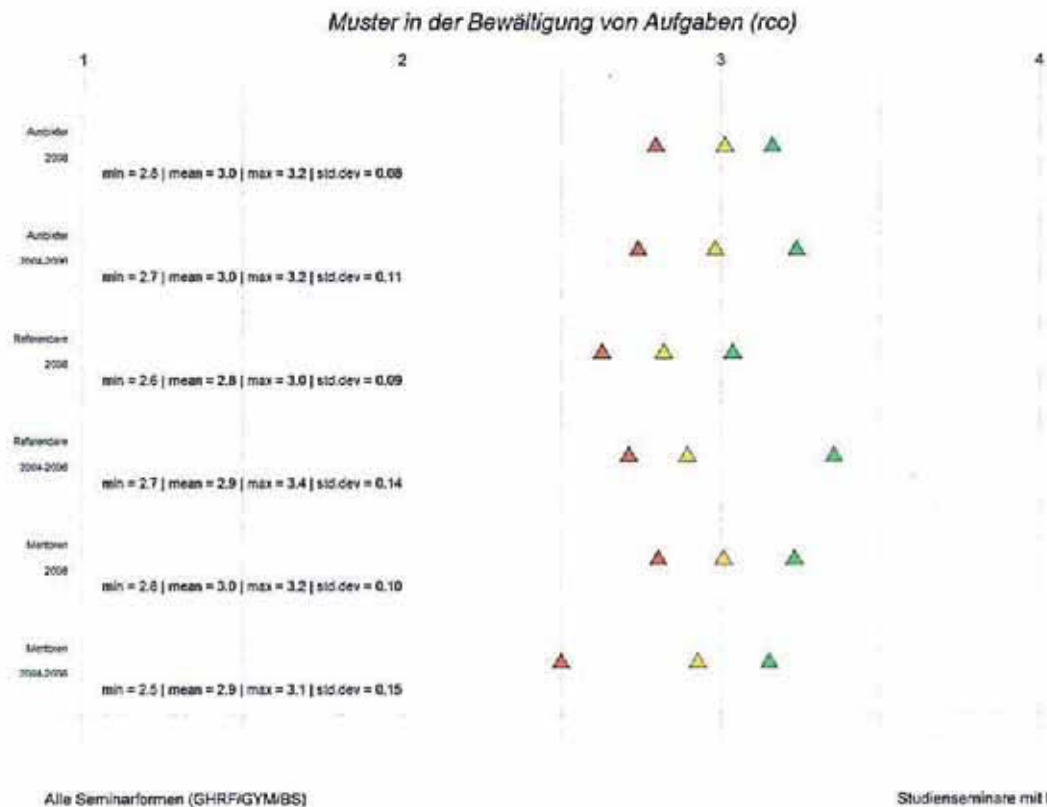 Muster in der Bewältigung von Aufgaben (rco)
1 2 3 4
2008
min = 2.8 | mean = 3.0 | max = 3.2 | std.dev = 0.08
min = 2.7 | mean = 3.0 | max = 3.2 | std.dev = 0.11
Referendare
2008
min = 2.6 | mean = 2.8 | max = 3.0 | std.dev = 0.09
Referendare
2004-2006
min = 2.7 | mean = 2.9 | max = 3.4 | std.dev = 0.14
Mentoren
2008
min = 2.8 | mean = 3.0 | max = 3.2 | std.dev = 0.10
Mentoren
2004-2006
min = 2.5 | mean = 2.9 | max = 3.1 | std.dev = 0.15
Alle Seminarformen (GHRF/GYM/BS)
Studienseminare mit